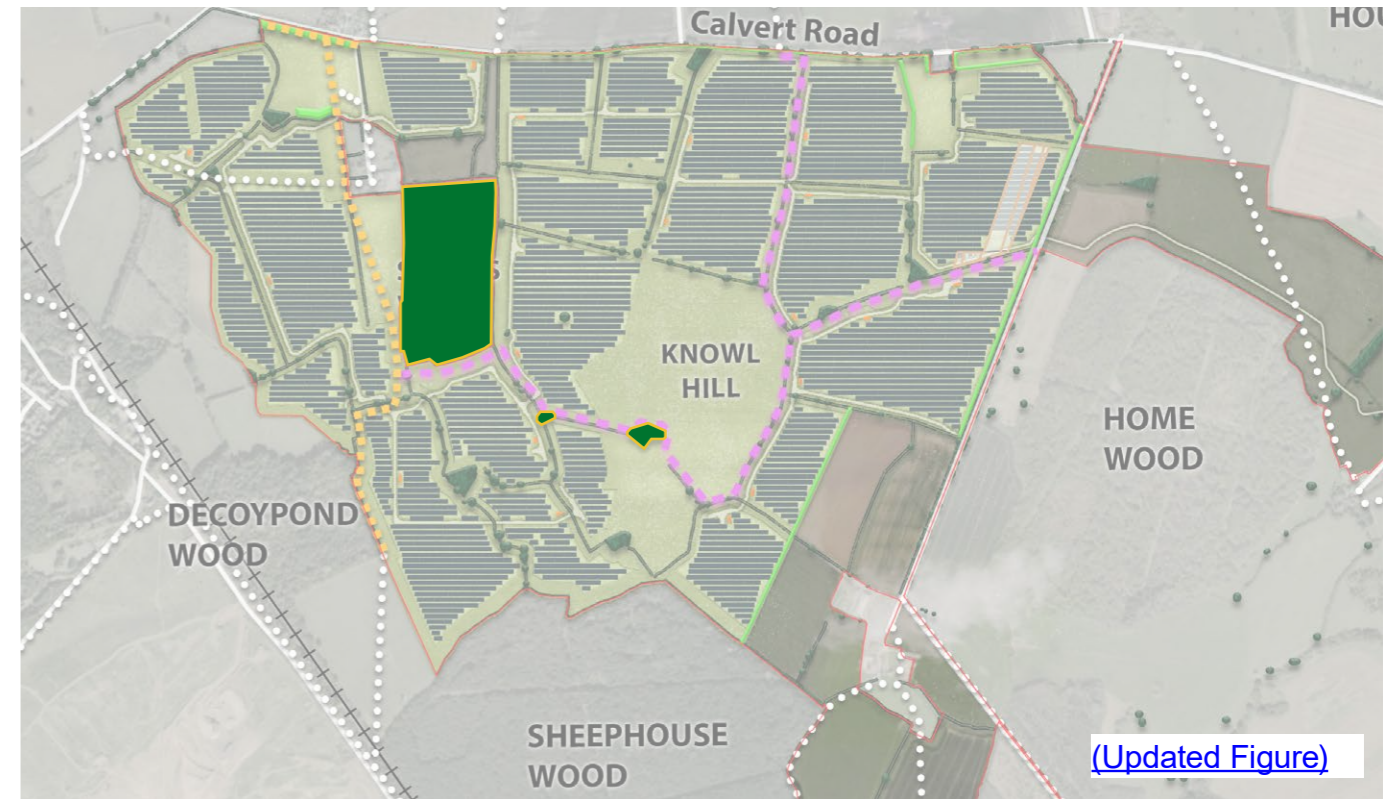 Calvert Road
KNOWL
HILL
HOME
WOOD
DECOYPOND
WOOD
SHEEPHOUSE
WOOD
(Updated Figure)